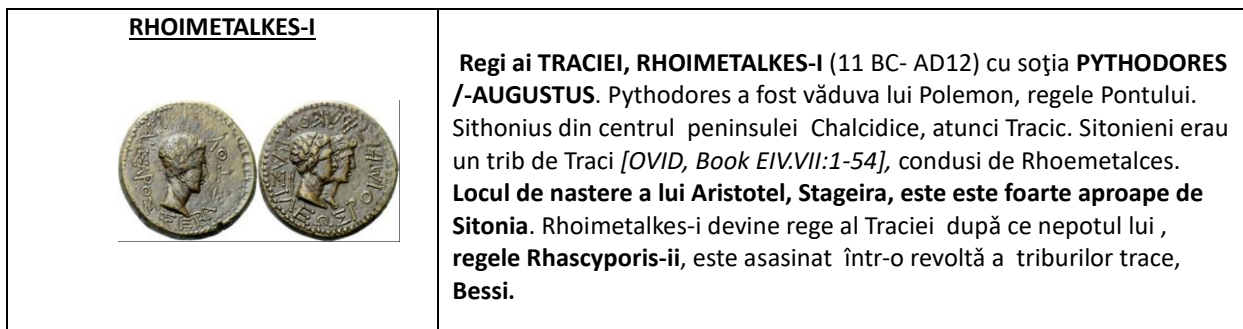 RHOIMETALKES-I
Regi ai TRACIEI, RHOIMETALKES-I (11 BC- AD12) cu soţia PYTHODORES
/-AUGUSTUS. Pythodores a fost văduva lui Polemon, regele Pontului.
Sithonius din centrul peninsulei Chalcidice, atunci Tracic. Sitonieni erau
un trib de Traci [OVID, Book EIV.VII:1-54], condusi de Rhoemetalces.
Locul de nastere a lui Aristotel, Stageira, este este foarte aproape de
Sitonia. Rhoimetalkes-i devine rege al Traciei după ce nepotul lui ,
regele Rhascyporis-ii, este asasinat într-o revoltă a triburilor trace,
Bessi.